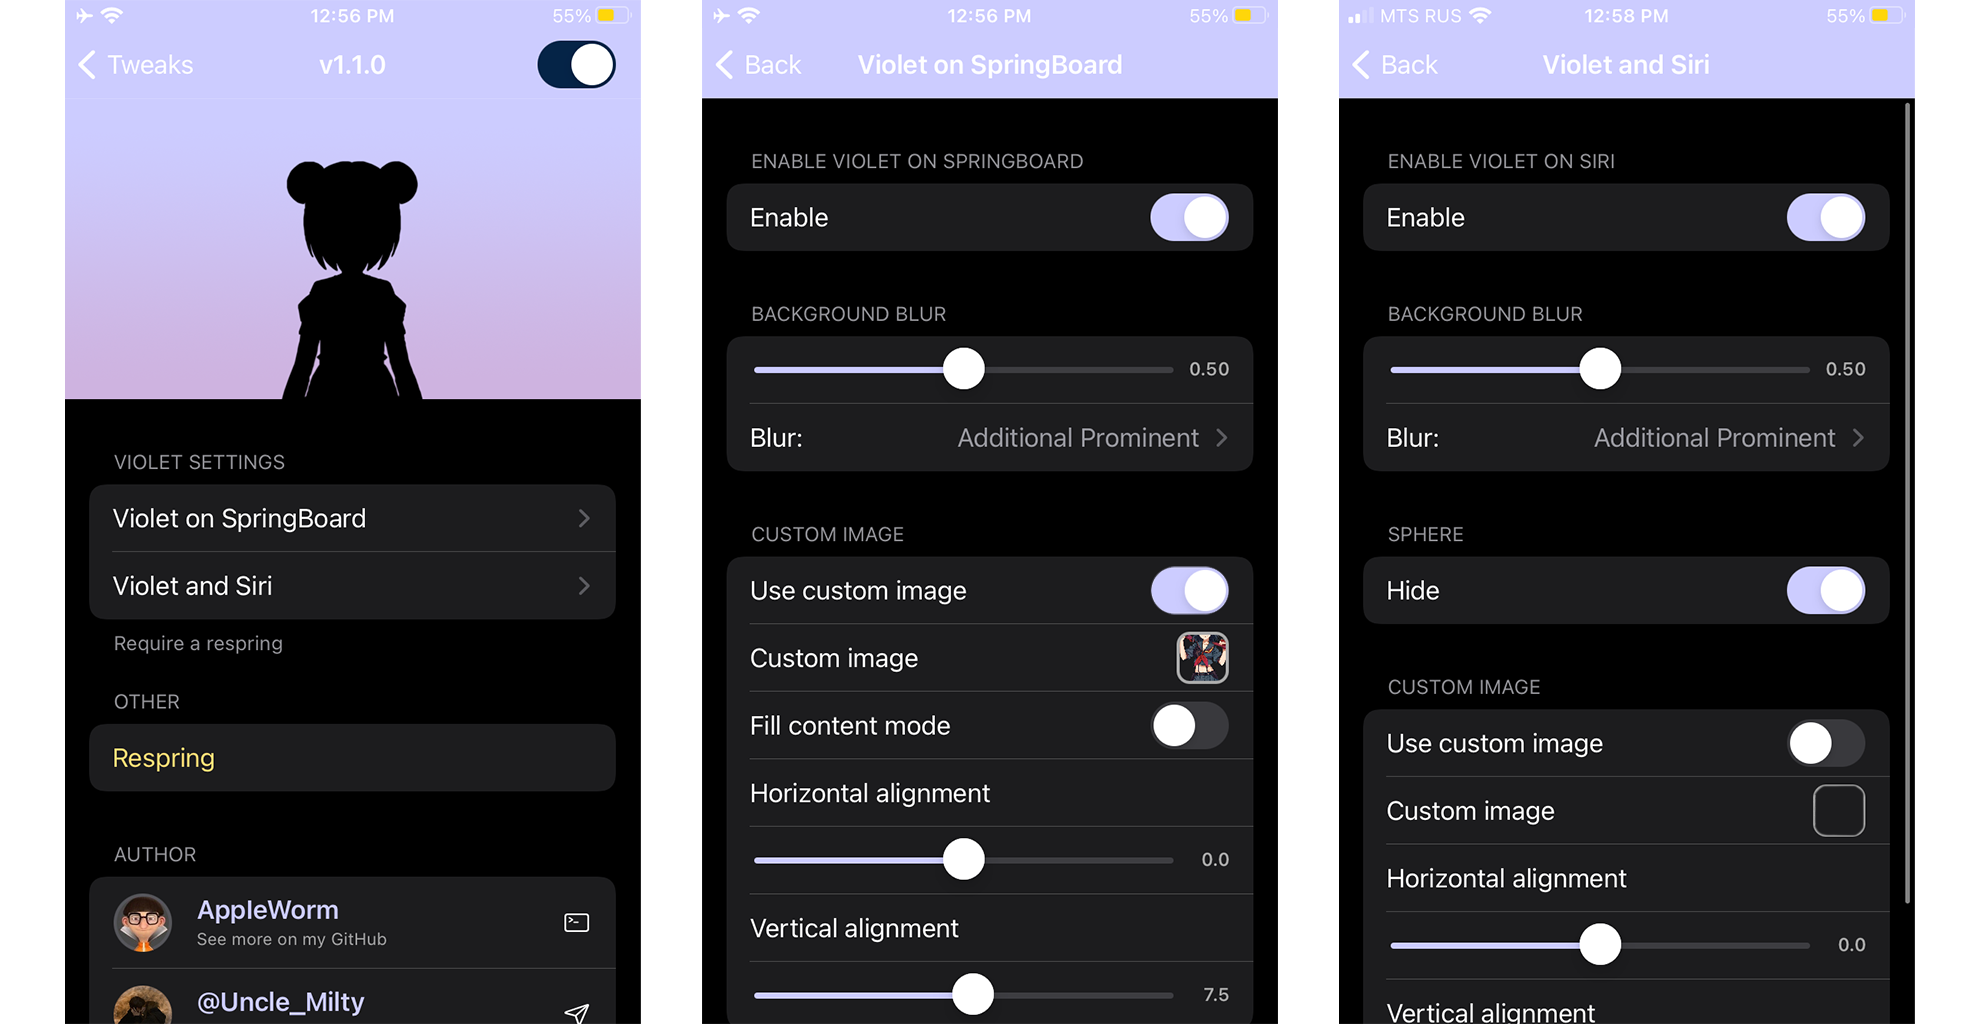 12:56 PM
55%
Tweaks
v1.1.0
VIOLET SETTINGS
Violet on SpringBoard
Violet and Siri
Require a respring
OTHER
Respring
AUTHOR
AppleWorm
See more on my GitHub
@Uncle_Milty
12:56 PM
55%
Back
Violet on SpringBoard
ENABLE VIOLET ON SPRINGBOARD
Enable
BACKGROUND BLUR
0.50
Blur: Additional Prominent
CUSTOM IMAGE
Use custom image
Custom image
Fill content mode
Horizontal alignment
0.0
Vertical alignment
7.5
MTS RUS
12:58 PM
55%
Back
Violet and Siri
ENABLE VIOLET ON SIRI
Enable
BACKGROUND BLUR
0.50
Blur: Additional Prominent
SPHERE
Hide
CUSTOM IMAGE
Use custom image
Custom image
Horizontal alignment
0.0
Vertical alignment